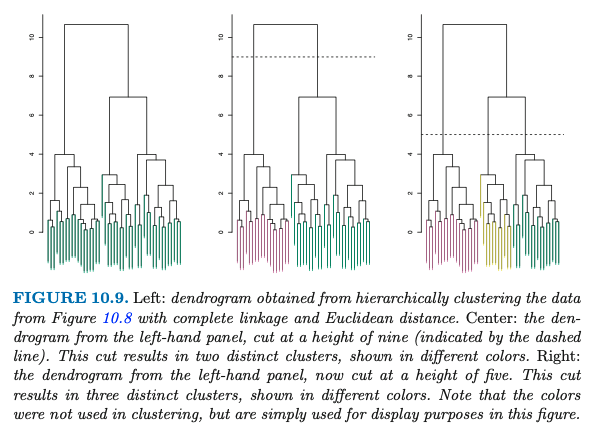 10
8
6
4
2
0
10
8
6
4
2
0
10
8
6
4
2
0
FIGURE 10.9. Left: dendrogram obtained from hierarchically clustering the data
from Figure 10.8 with complete linkage and Euclidean distance. Center: the den-
drogram from the left-hand panel, cut at a height of nine (indicated by the dashed
line). This cut results in two distinct clusters, shown in different colors. Right:
the dendrogram from the left-hand panel, now cut at a height of five. This cut
results in three distinct clusters, shown in different colors. Note that the colors
were not used in clustering, but are simply used for display purposes in this figure.